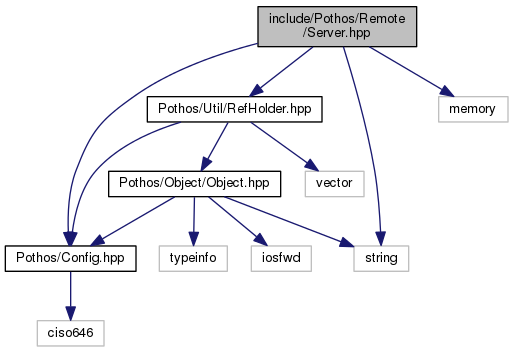 include/Pothos/Remote
/Server.hpp
Pothos/Util/RefHolder.hpp
memory
Pothos/Object/Object.hpp
vector
Pothos/Config.hpp
typeinfo
iosfwd
string
ciso646